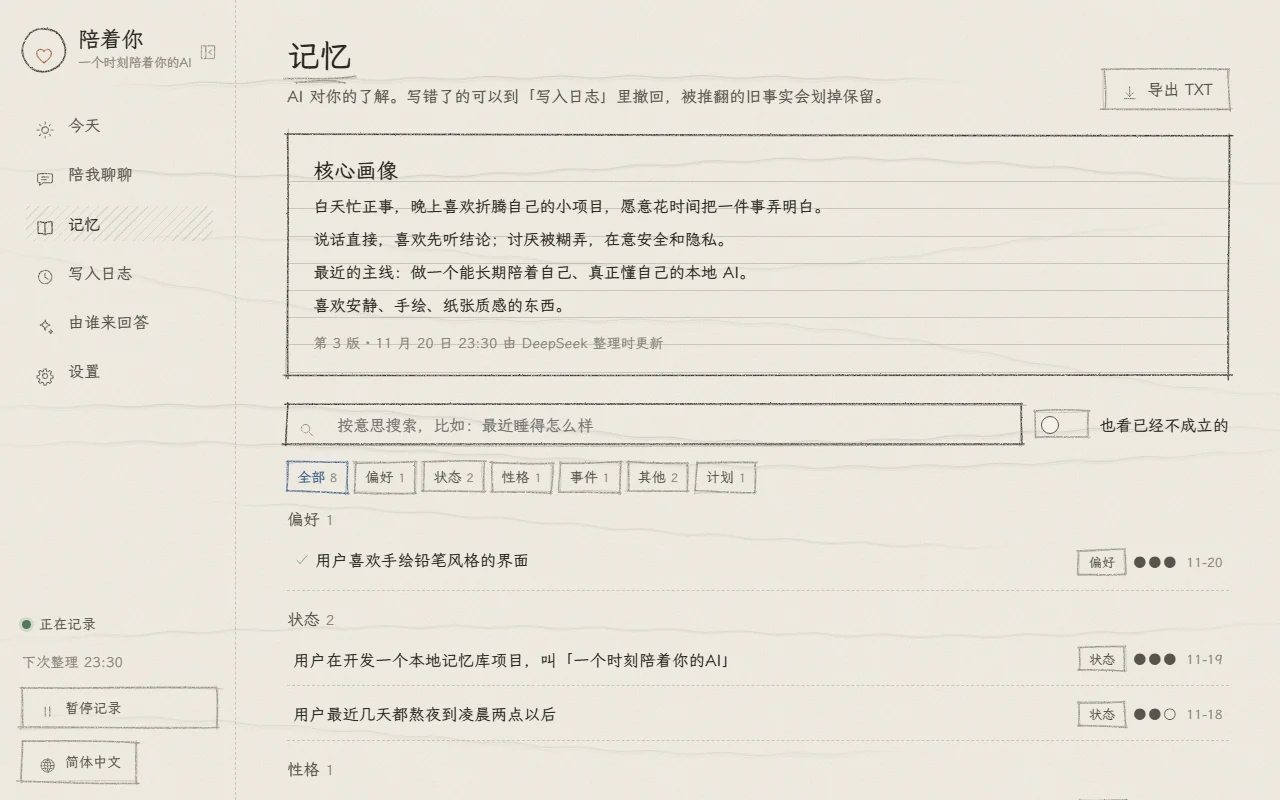 陪着你
一个时刻陪着你的AI
今天
陪我聊聊
记忆
写入日志
由谁来回答
设置
正在记录
下次整理 23:30
暂停记录
简体中文
记忆
AI 对你的了解。写错了的可以到「写入日志」里撤回，被推翻的旧事实会划掉保留。
导出 TXT
核心画像
白天忙正事，晚上喜欢折腾自己的小项目，愿意花时间把一件事弄明白。
说话直接，喜欢先听结论；讨厌被糊弄，在意安全和隐私。
最近的主线：做一个能长期陪着自己、真正懂自己的本地 AI。
喜欢安静、手绘、纸张质感的东西。
第 3 版・11 月 20 日 23:30 由 DeepSeek 整理时更新
按意思搜索，比如：最近睡得怎么样
也看已经不成立的
全部 8 偏好 1 状态 2 性格 1 事件 1 其他 2 计划 1
偏好 1
用户喜欢手绘铅笔风格的界面 偏好 11-20
状态 2
用户在开发一个本地记忆库项目，叫「一个时刻陪着你的AI」 状态 11-19
用户最近几天都熬夜到凌晨两点以后 状态 11-18
性格 1